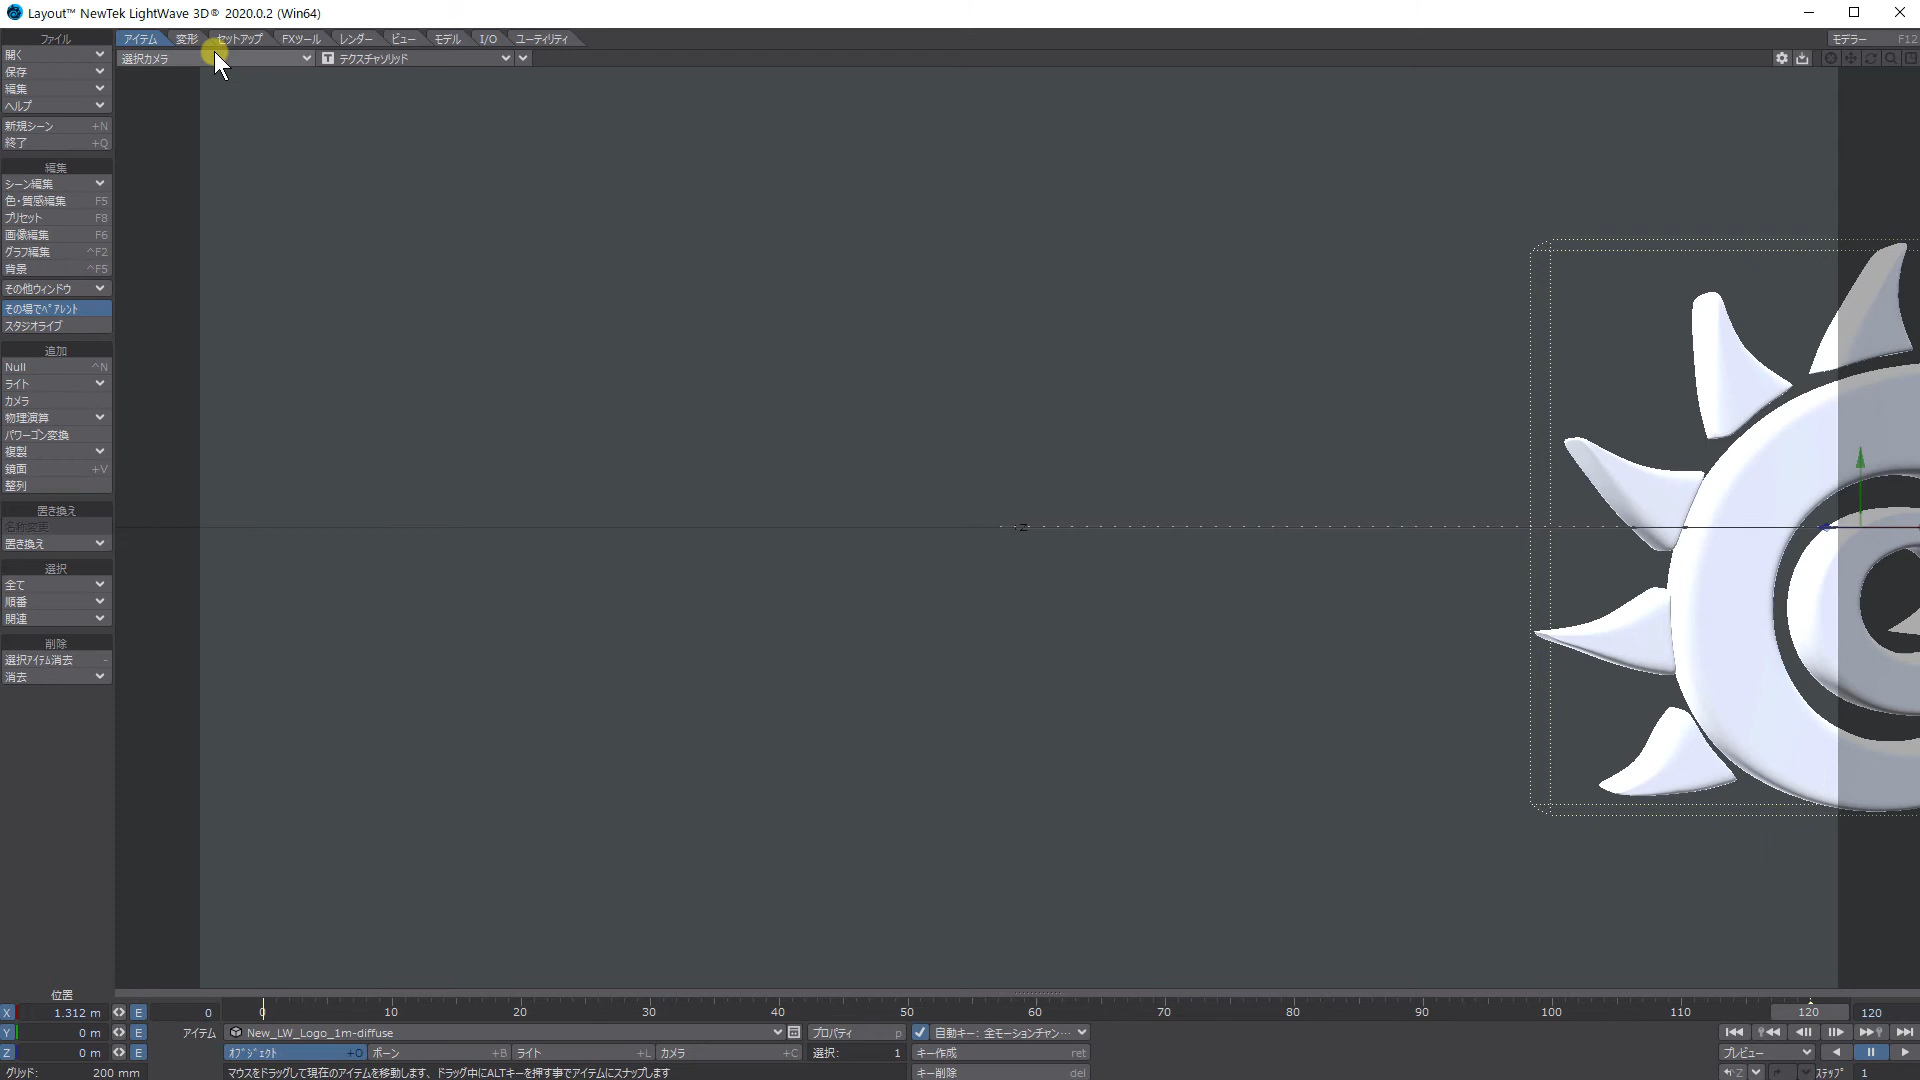 Layout™ NewTek LightWave 3D® 2020.0.2 (Win64)
ファイル
アイテム 変形 セットアップ FXツール レンダー ビュー モデル I/O ユーティリティ
モデラー F12
開く
選択カメラ
T テクスチャソリッド
保存
編集
ヘルプ
新規シーン +N
終了 +Q
編集
シーン編集
色・質感編集 F5
プリセット F8
画像編集 F6
グラフ編集 ^F2
背景 ^F5
その他ウィンドウ
その場でペアレント
スタジオライブ
追加
Null ^N
ライト
カメラ
物理演算
パワーゴン変換
複製
鏡面 +V
整列
置き換え
名称変更
置き換え
選択
全て
順番
関連
削除
選択アイテム消去 -
消去
Z
位置
X 1.312 m E 0
0 10 20 30 40 50 60 70 80 90 100 110 120 120
Y 0 m E アイテム New_LW_Logo_1m-diffuse プロパティ p 自動キー: 全モーションチャン…
Z 0 m E オブジェクト +O ボーン +B ライト +L カメラ +C 選択: 1 キー作成 ret プレビュー
グリッド: 200 mm マウスをドラッグして現在のアイテムを移動します、ドラッグ中にALTキーを押す事でアイテムにスナップします キー削除 del ^Z ステップ 1